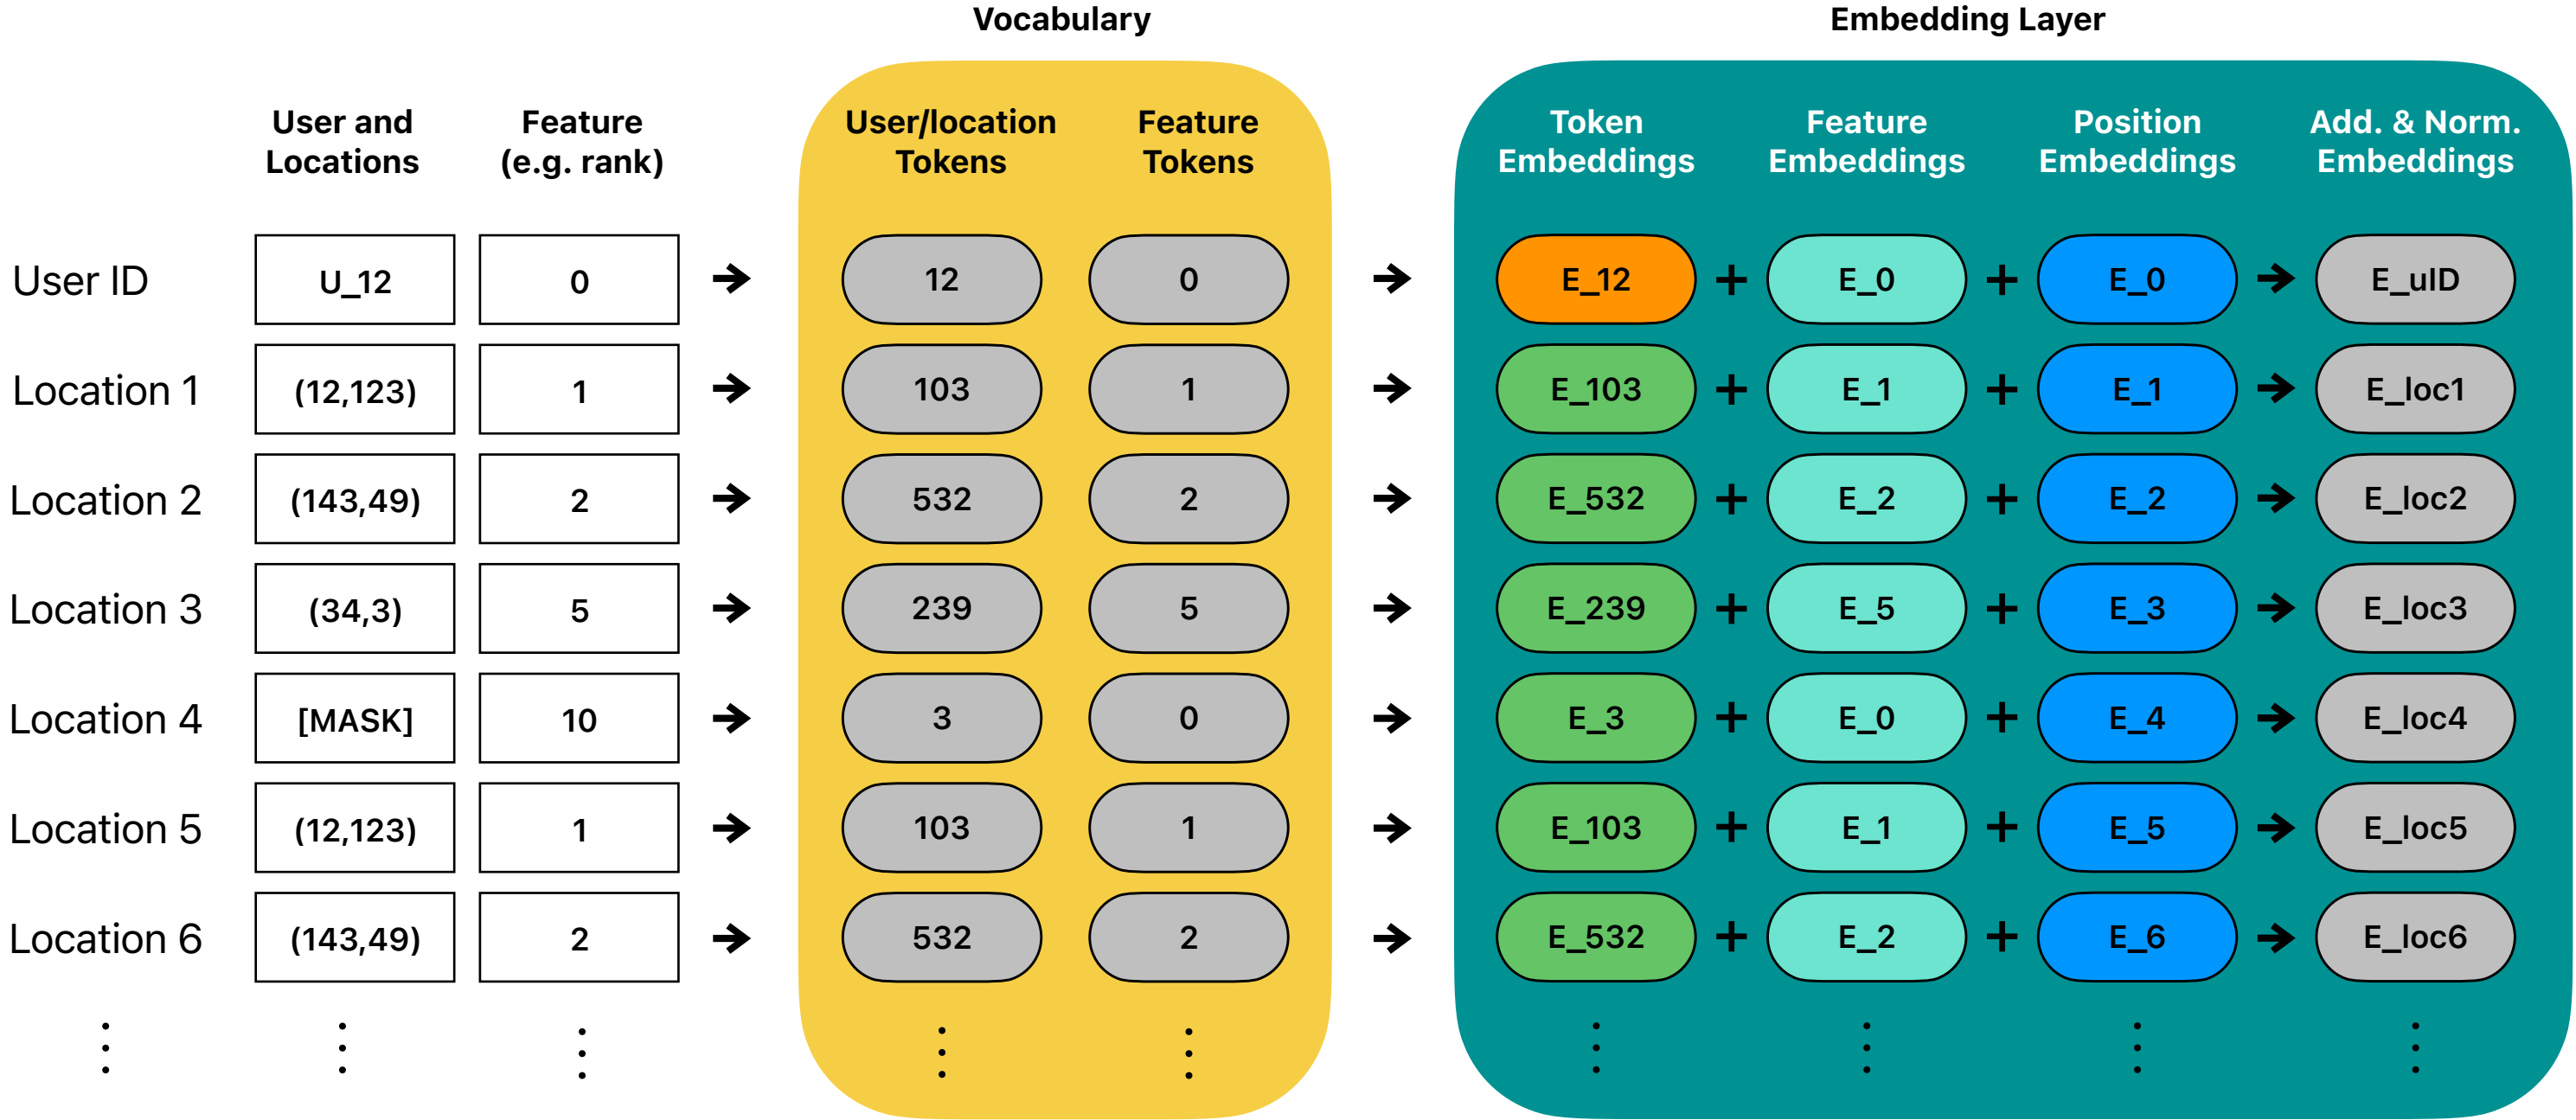 Vocabulary
Embedding Layer
User and Locations
Feature (e.g. rank)
User/location Tokens
Feature Tokens
Token Embeddings
Feature Embeddings
Position Embeddings
Add. & Norm. Embeddings
User ID U_12 0 12 0 E_12 + E_0 + E_0 E_uID
Location 1 (12,123) 1 103 1 E_103 + E_1 + E_1 E_loc1
Location 2 (143,49) 2 532 2 E_532 + E_2 + E_2 E_loc2
Location 3 (34,3) 5 239 5 E_239 + E_5 + E_3 E_loc3
Location 4 [MASK] 10 3 0 E_3 + E_0 + E_4 E_loc4
Location 5 (12,123) 1 103 1 E_103 + E_1 + E_5 E_loc5
Location 6 (143,49) 2 532 2 E_532 + E_2 + E_6 E_loc6